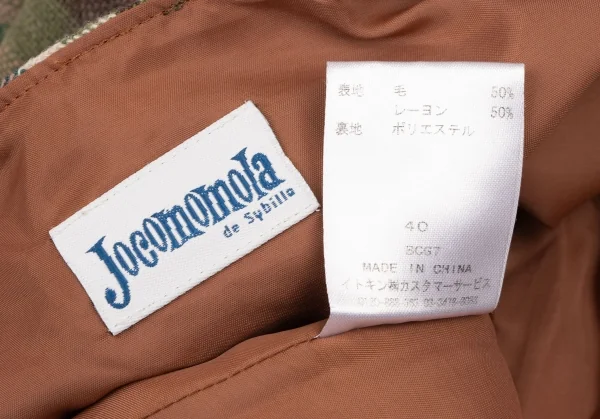 Jocomomola
de Sybilla
表地 毛 50%
レーヨン 50%
裏地 ポリエステル
40
MADE IN CHINA
イトキン㈱カスタマーサービス